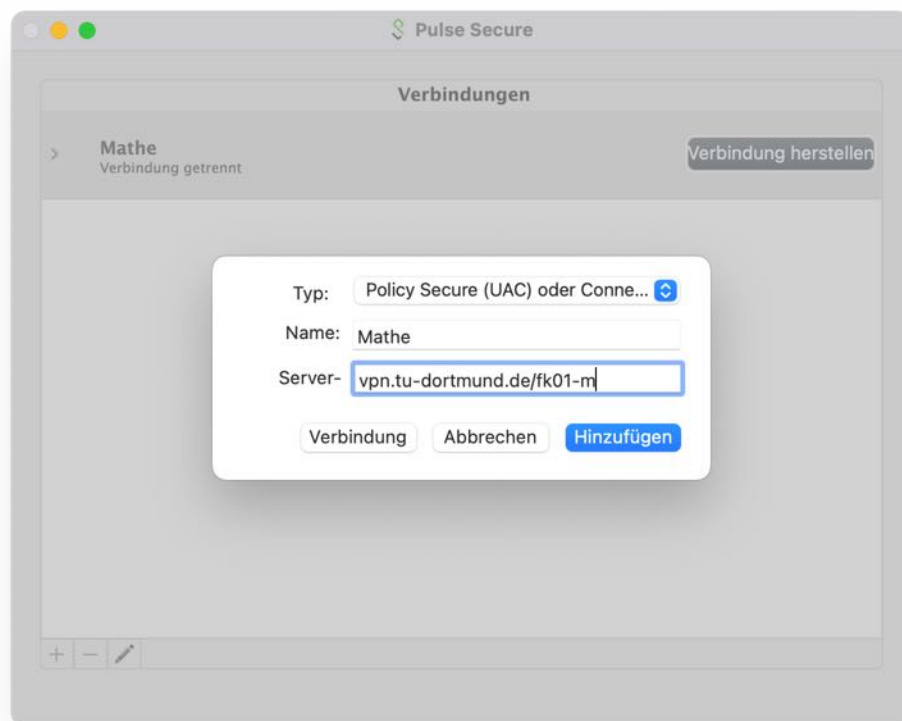 Pulse Secure
Verbindungen
Mathe
Verbindung getrennt
Verbindung herstellen
Typ: Policy Secure (UAC) oder Conne...
Name: Mathe
Server- vpn.tu-dortmund.de/fk01-m
Verbindung Abbrechen Hinzufügen